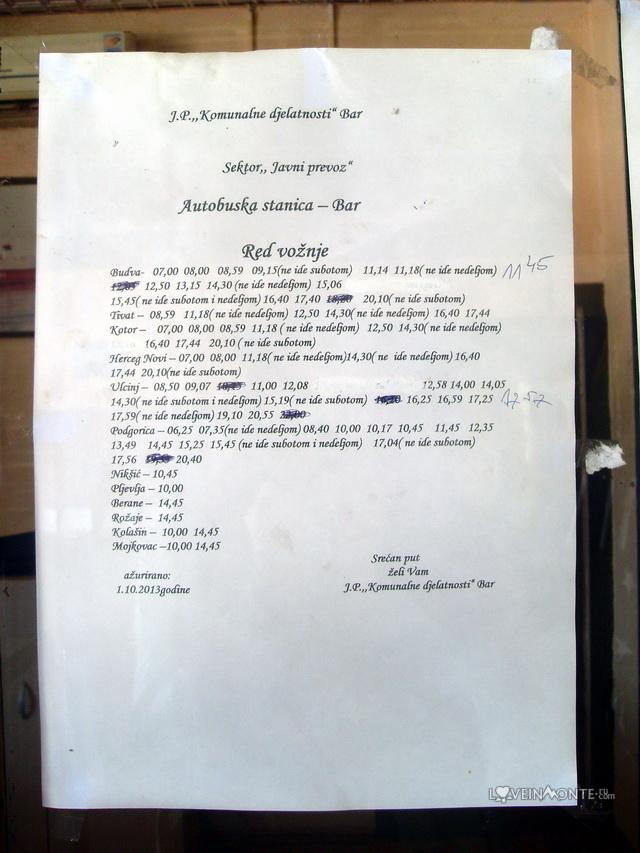 J.P.,,Komunalne djelatnosti“ Bar
Sektor,, Javni prevoz“
Autobuska stanica – Bar
Red vožnje
Budva- 07,00 08,00 08,59 09,15(ne ide subotom) 11,14 11,18( ne ide nedeljom) 11 45
12,50 13,15 14,30 (ne ide nedeljom) 15,06
15,45( ne ide subotom i nedeljom) 16,40 17,40 20,10( ne ide subotom)
Tivat – 08,59 11,18( ne ide nedeljom) 12,50 14,30( ne ide nedeljom) 16,40 17,44
Kotor – 07,00 08,00 08,59 11,18 ( ne ide nedeljom) 12,50 14,30( ne ide nedeljom)
16,40 17,44 20,10 ( ne ide subotom)
Herceg Novi – 07,00 08,00 11,18( ne ide nedeljom)14,30( ne ide nedeljom) 16,40
17,44 20,10(ne ide subotom)
Ulcinj – 08,50 09,07 11,00 12,08 12,58 14,00 14,05
14,30( ne ide subotom i nedeljom) 15,19( ne ide subotom) 16,25 16,59 17,25 17-57
17,59( ne ide nedeljom) 19,10 20,55
Podgorica – 06,25 07,35(ne ide nedeljom) 08,40 10,00 10,17 10,45 11,45 12,35
13,49 14,45 15,25 15,45 (ne ide subotom i nedeljom) 17,04( ne ide subotom)
17,56 20,40
Nikšić – 10,45
Pljevlja – 10,00
Berane – 14,45
Rožaje – 14,45
Kolašin – 10,00 14,45
Mojkovac –10,00 14,45
Srećan put
želi Vam
J.P.,,Komunalne djelatnosti“ Bar
ažurirano:
1.10.2013godine
LOVEINMONTE.RU.com